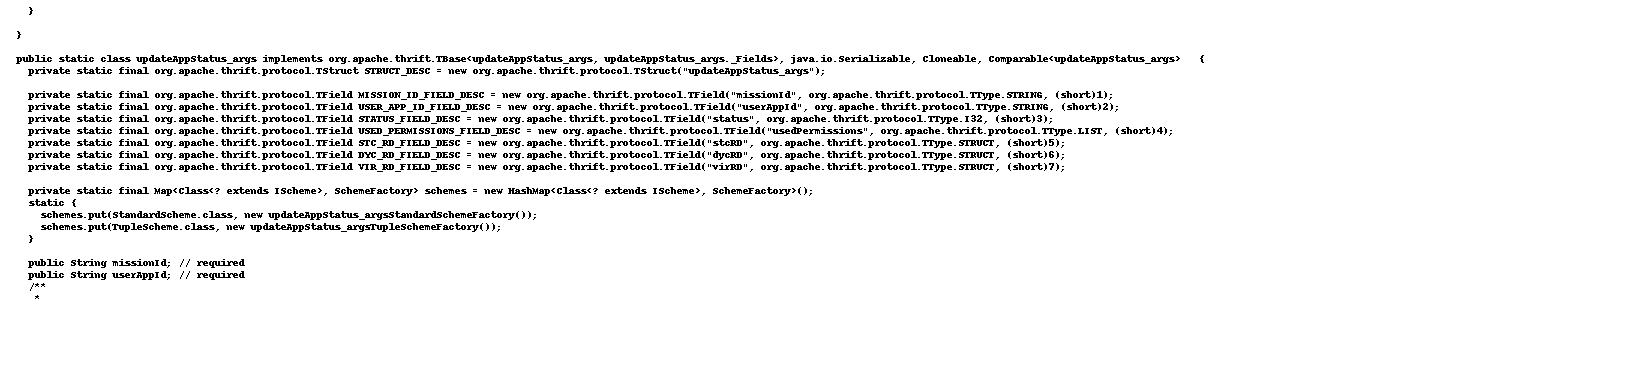 }
}
public static class updateAppStatus_args implements org.apache.thrift.TBase<updateAppStatus_args, updateAppStatus_args._Fields>, java.io.Serializable, Cloneable, Comparable<updateAppStatus_args>   {
private static final org.apache.thrift.protocol.TStruct STRUCT_DESC = new org.apache.thrift.protocol.TStruct("updateAppStatus_args");
private static final org.apache.thrift.protocol.TField MISSION_ID_FIELD_DESC = new org.apache.thrift.protocol.TField("missionId", org.apache.thrift.protocol.TType.STRING, (short)1);
private static final org.apache.thrift.protocol.TField USER_APP_ID_FIELD_DESC = new org.apache.thrift.protocol.TField("userAppId", org.apache.thrift.protocol.TType.STRING, (short)2);
private static final org.apache.thrift.protocol.TField STATUS_FIELD_DESC = new org.apache.thrift.protocol.TField("status", org.apache.thrift.protocol.TType.I32, (short)3);
private static final org.apache.thrift.protocol.TField USED_PERMISSIONS_FIELD_DESC = new org.apache.thrift.protocol.TField("usedPermissions", org.apache.thrift.protocol.TType.LIST, (short)4);
private static final org.apache.thrift.protocol.TField STC_RD_FIELD_DESC = new org.apache.thrift.protocol.TField("stcRD", org.apache.thrift.protocol.TType.STRUCT, (short)5);
private static final org.apache.thrift.protocol.TField DYC_RD_FIELD_DESC = new org.apache.thrift.protocol.TField("dycRD", org.apache.thrift.protocol.TType.STRUCT, (short)6);
private static final org.apache.thrift.protocol.TField VIR_RD_FIELD_DESC = new org.apache.thrift.protocol.TField("virRD", org.apache.thrift.protocol.TType.STRUCT, (short)7);
private static final Map<Class<? extends IScheme>, SchemeFactory> schemes = new HashMap<Class<? extends IScheme>, SchemeFactory>();
static {
schemes.put(StandardScheme.class, new updateAppStatus_argsStandardSchemeFactory());
schemes.put(TupleScheme.class, new updateAppStatus_argsTupleSchemeFactory());
}
public String missionId; // required
public String userAppId; // required
/**
*